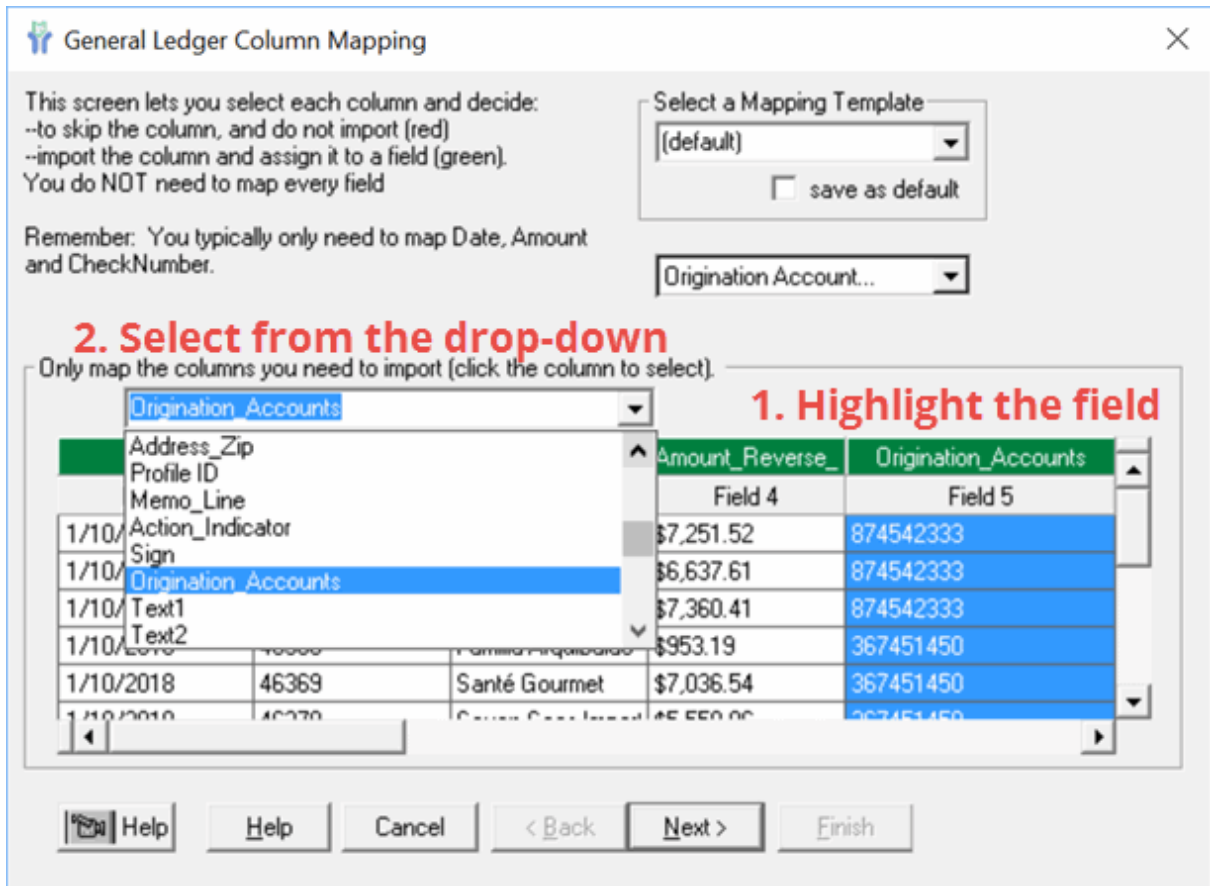 General Ledger Column Mapping
This screen lets you select each column and decide:
--to skip the column, and do not import (red)
--import the column and assign it to a field (green).
You do NOT need to map every field
Remember: You typically only need to map Date, Amount
and CheckNumber.
Select a Mapping Template
(default)
save as default
Origination Account...
2. Select from the drop-down
Only map the columns you need to import (click the column to select).
1. Highlight the field
Origination_Accounts
Address_Zip
Profile ID
Memo_Line
Action_Indicator
Sign
Origination_Accounts
Text1
Text2
Amount_Reverse_ Origination_Accounts
Field 4 Field 5
1/10/ $7,251.52 874542333
1/10/ $6,637.61 874542333
1/10/ $7,360.41 874542333
$953.19 367451450
1/10/2018 46369 Santé Gourmet $7,036.54 367451450
Help Help Cancel < Back Next > Finish